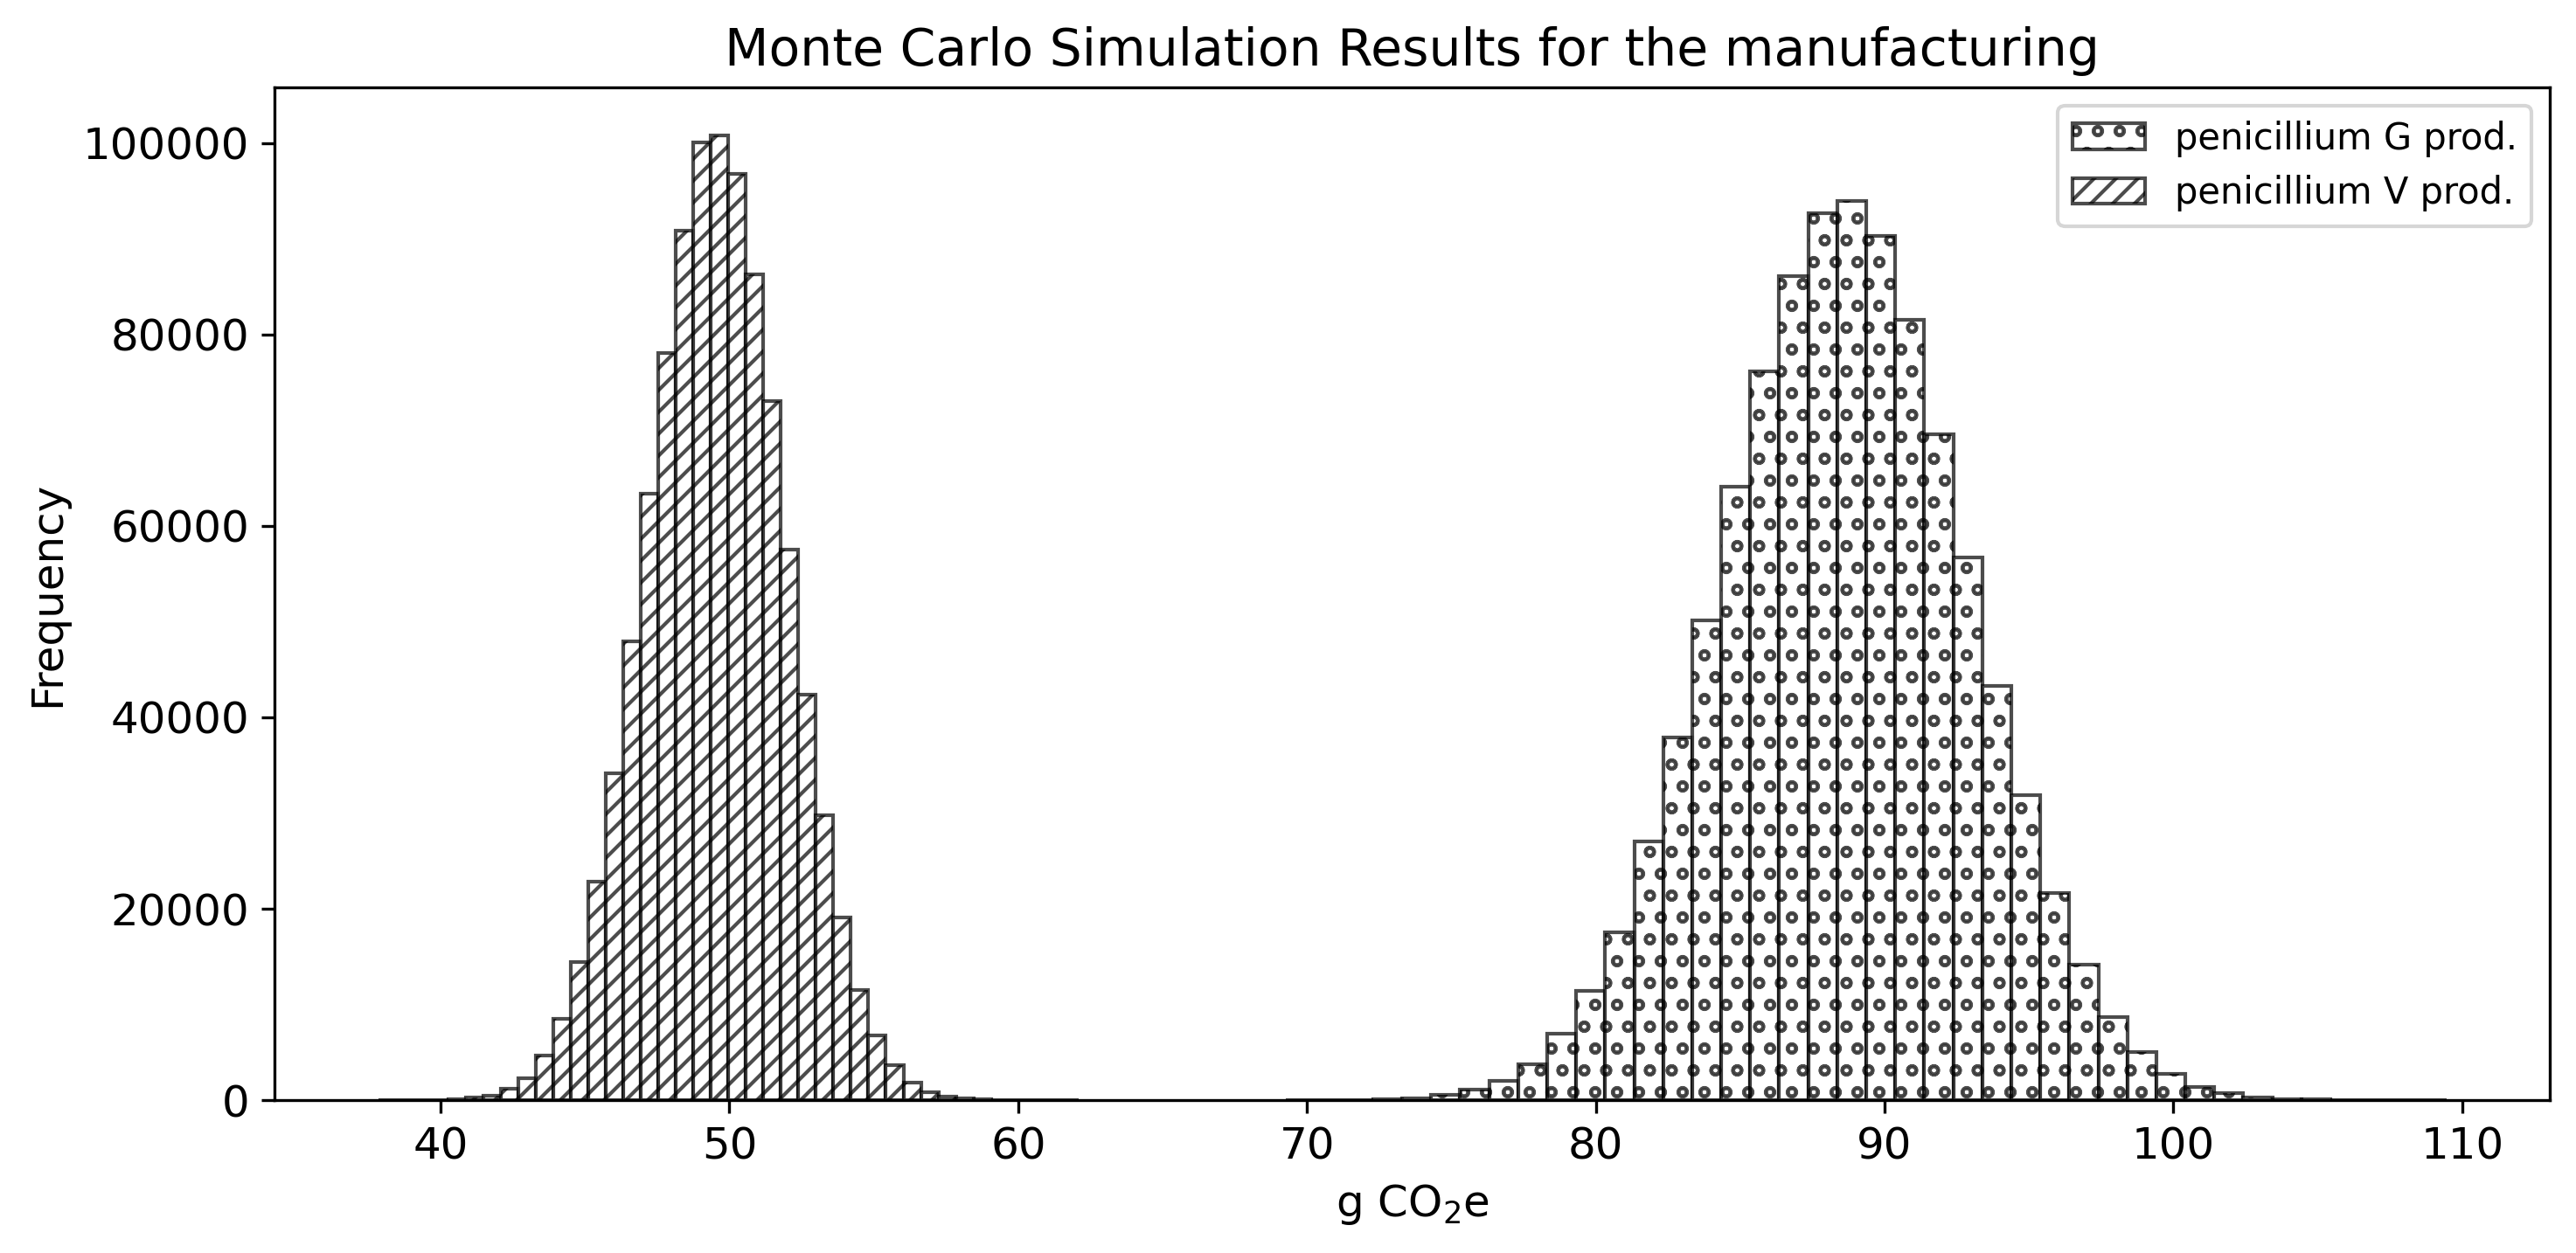 Monte Carlo Simulation Results for the manufacturing
penicillium G prod.
penicillium V prod.
Frequency
100000
80000
60000
40000
20000
0
40 50 60 70 80 90 100 110
g CO₂e